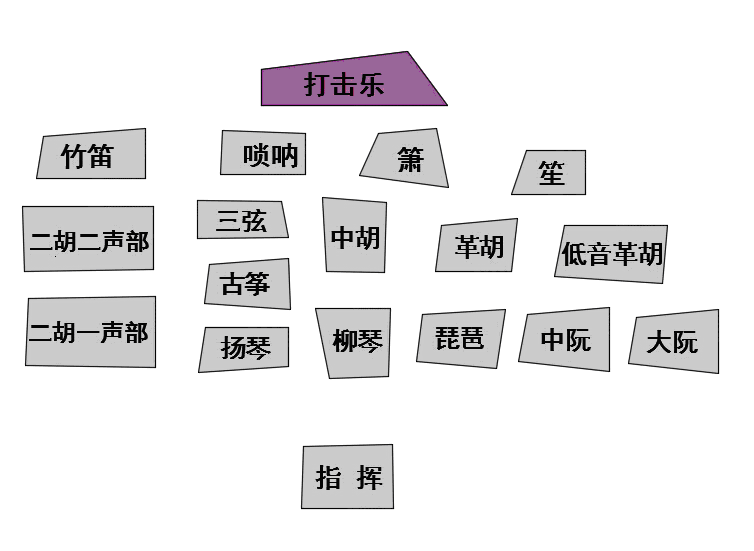 打击乐
竹笛
唢呐
箫
笙
二胡二声部
三弦
中胡
革胡
低音革胡
古筝
二胡一声部
扬琴
柳琴
琵琶
中阮
大阮
指 挥